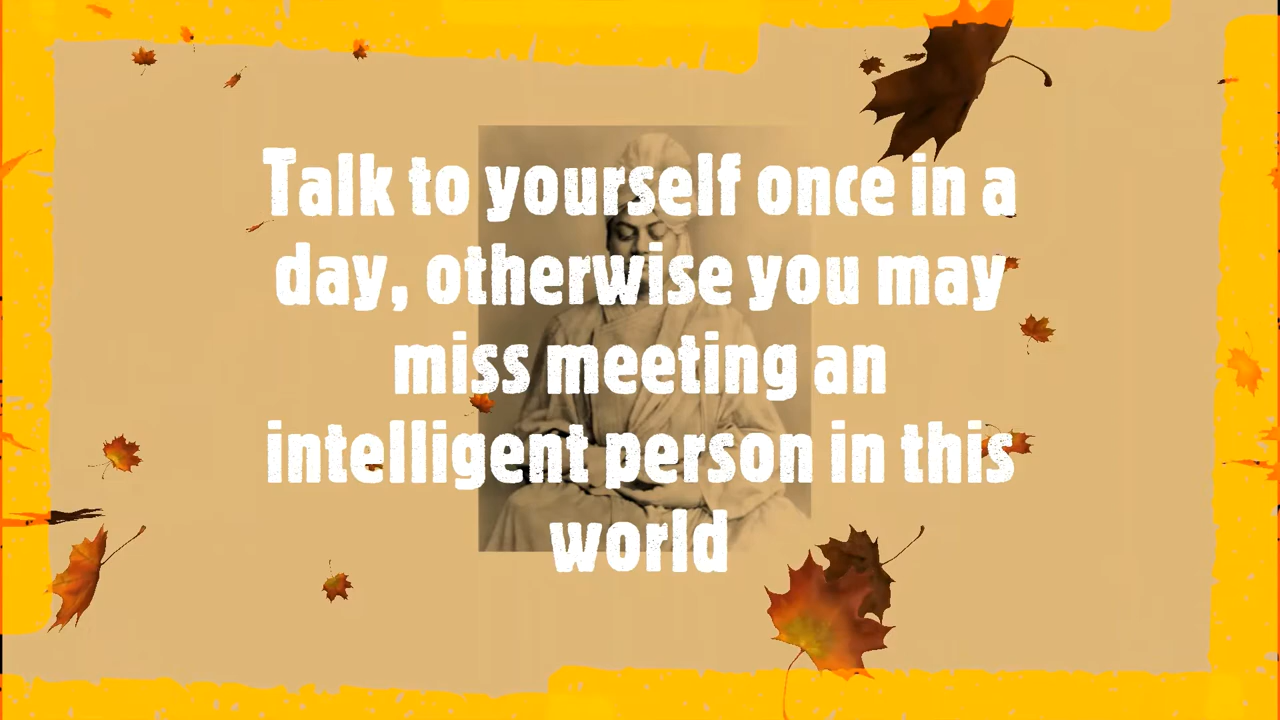 Talk to yourself once in a
day, otherwise you may
miss meeting an
intelligent person in this
world